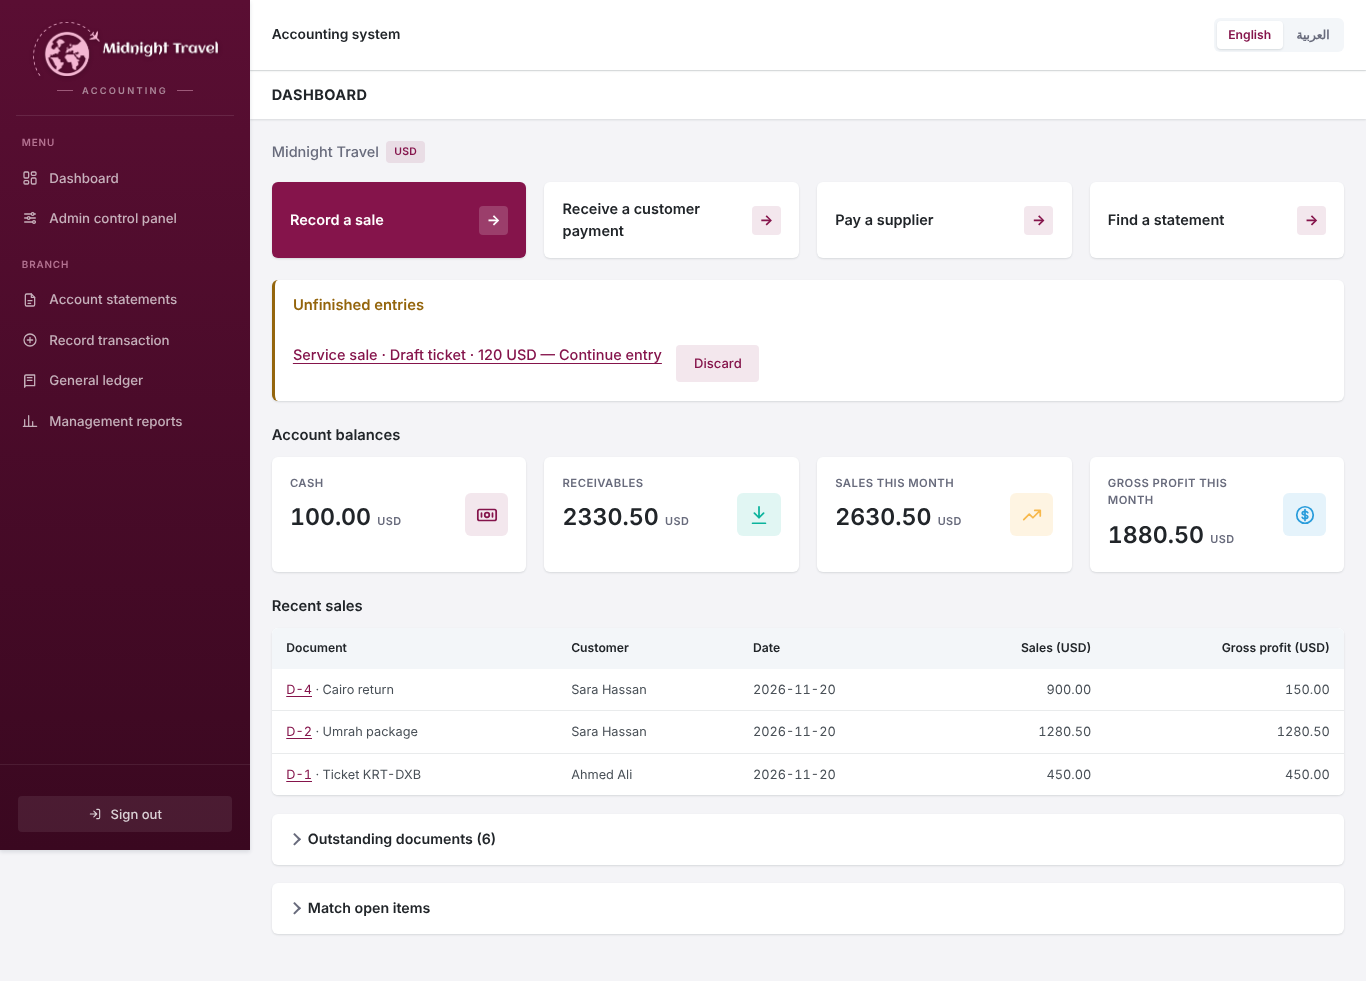 Midnight Travel
ACCOUNTING
MENU
Dashboard
Admin control panel
BRANCH
Account statements
Record transaction
General ledger
Management reports
Sign out
Accounting system
English العربية
DASHBOARD
Midnight Travel USD
Record a sale
Receive a customer
payment
Pay a supplier
Find a statement
Unfinished entries
Service sale · Draft ticket · 120 USD — Continue entry Discard
Account balances
CASH
100.00 USD
RECEIVABLES
2330.50 USD
SALES THIS MONTH
2630.50 USD
GROSS PROFIT THIS
MONTH
1880.50 USD
Recent sales
Document Customer Date Sales (USD) Gross profit (USD)
D-4 · Cairo return Sara Hassan 2026-11-20 900.00 150.00
D-2 · Umrah package Sara Hassan 2026-11-20 1280.50 1280.50
D-1 · Ticket KRT-DXB Ahmed Ali 2026-11-20 450.00 450.00
Outstanding documents (6)
Match open items